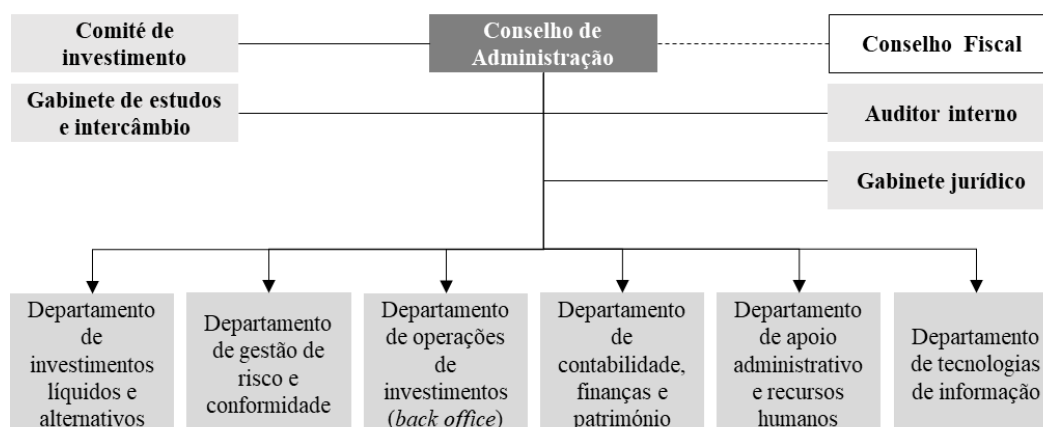 Comité de
investimento
Conselho de
Administração
Conselho Fiscal
Gabinete de estudos
e intercâmbio
Auditor interno
Gabinete jurídico
Departamento
de
investimentos
líquidos e
alternativos
Departamento
de gestão de
risco e
conformidade
Departamento
de operações
de
investimentos
(back office)
Departamento
de
contabilidade,
finanças e
património
Departamento
de apoio
administrativo
e recursos
humanos
Departamento
de tecnologias
de informação